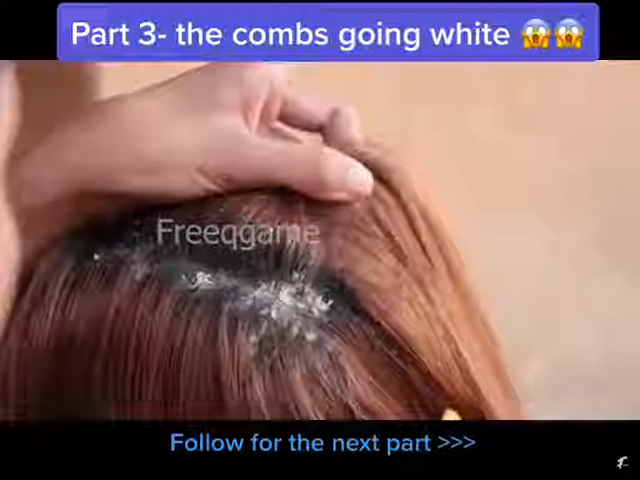 Part 3- the combs going white 😱😱
Freeqgame
Follow for the next part >>>